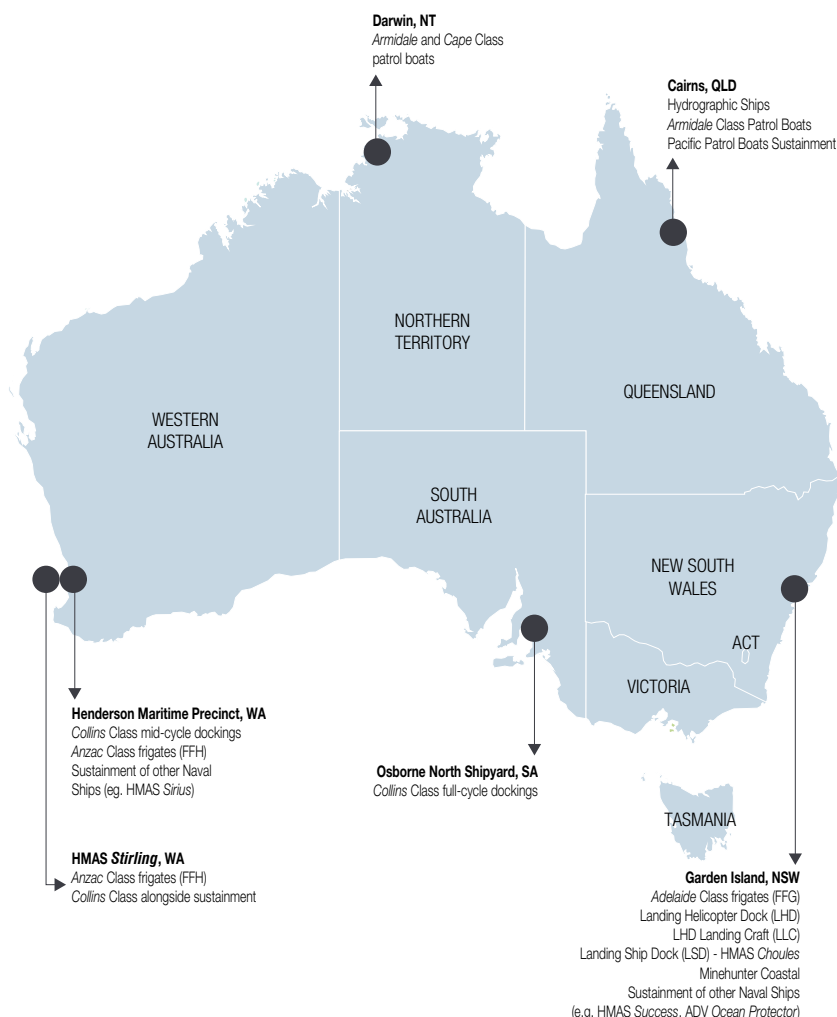 Darwin, NT
Armidale and Cape Class
patrol boats
Cairns, QLD
Hydrographic Ships
Armidale Class Patrol Boats
Pacific Patrol Boats Sustainment
NORTHERN
TERRITORY
QUEENSLAND
WESTERN
AUSTRALIA
SOUTH
AUSTRALIA
NEW SOUTH
WALES
ACT
VICTORIA
TASMANIA
Henderson Maritime Precinct, WA
Collins Class mid-cycle dockings
Anzac Class frigates (FFH)
Sustainment of other Naval
Ships (eg. HMAS Sirius)
Osborne North Shipyard, SA
Collins Class full-cycle dockings
HMAS Stirling, WA
Anzac Class frigates (FFH)
Collins Class alongside sustainment
Garden Island, NSW
Adelaide Class frigates (FFG)
Landing Helicopter Dock (LHD)
LHD Landing Craft (LLC)
Landing Ship Dock (LSD) - HMAS Choules
Minehunter Coastal
Sustainment of other Naval Ships
(e.g. HMAS Success, ADV Ocean Protector)